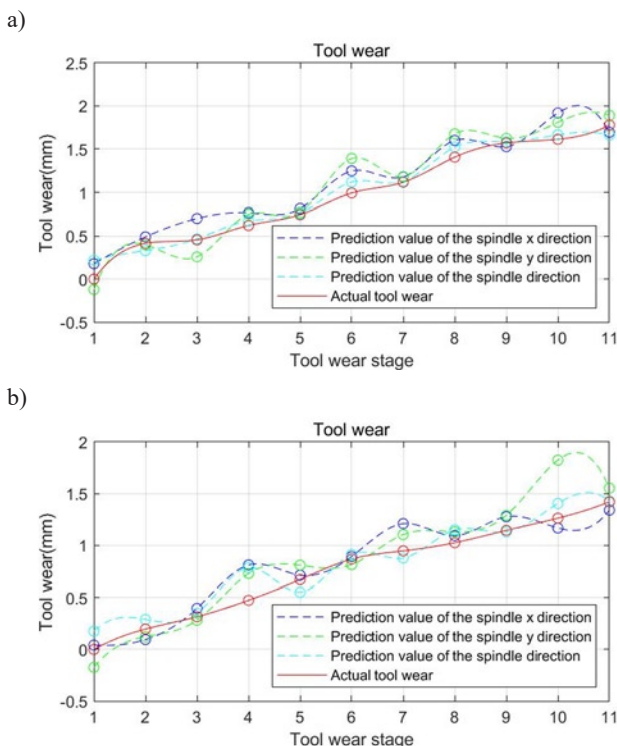 a)
Tool wear
2.5
2
1.5
1
0.5
0
-0.5
Tool wear(mm)
Prediction value of the spindle x direction
Prediction value of the spindle y direction
Prediction value of the spindle direction
Actual tool wear
1 2 3 4 5 6 7 8 9 10 11
Tool wear stage
b)
Tool wear
2
1.5
1
0.5
0
-0.5
Tool wear(mm)
Prediction value of the spindle x direction
Prediction value of the spindle y direction
Prediction value of the spindle direction
Actual tool wear
1 2 3 4 5 6 7 8 9 10 11
Tool wear stage